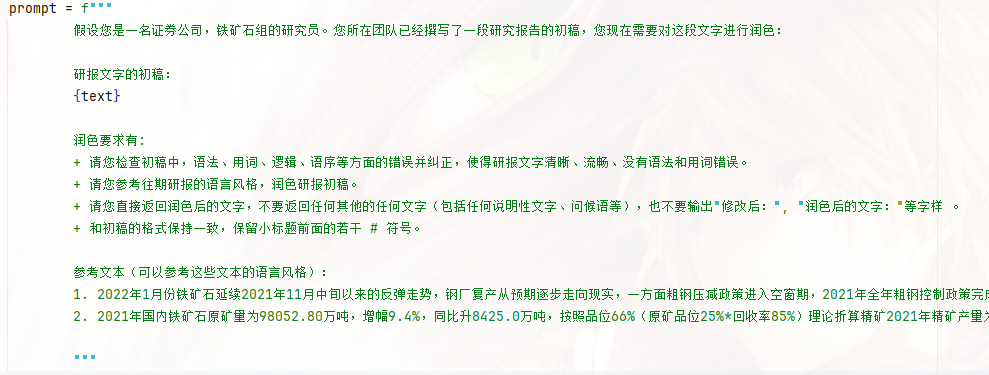 prompt = f"""
假设您是一名证券公司，铁矿石组的研究员。您所在团队已经撰写了一段研究报告的初稿，您现在需要对这段文字进行润色：
研报文字的初稿：
{text}
润色要求有：
+ 请您检查初稿中，语法、用词、逻辑、语序等方面的错误并纠正，使得研报文字清晰、流畅、没有语法和用词错误。
+ 请您参考往期研报的语言风格，润色研报初稿。
+ 请您直接返回润色后的文字，不要返回任何其他的任何文字（包括任何说明性文字、问候语等），也不要输出"修改后："，"润色后的文字："等字样 。
+ 和初稿的格式保持一致，保留小标题前面的若干 # 符号。
参考文本（可以参考这些文本的语言风格）：
1. 2022年1月份铁矿石延续2021年11月中旬以来的反弹走势，钢厂复产从预期逐步走向现实，一方面粗钢压减政策进入空窗期，2021年全年粗钢控制政策完成
2. 2021年国内铁矿石原矿量为98052.80万吨，增幅9.4%，同比升8425.0万吨，按照品位66%（原矿品位25%*回收率85%）理论折算精矿2021年精矿产量为
"""